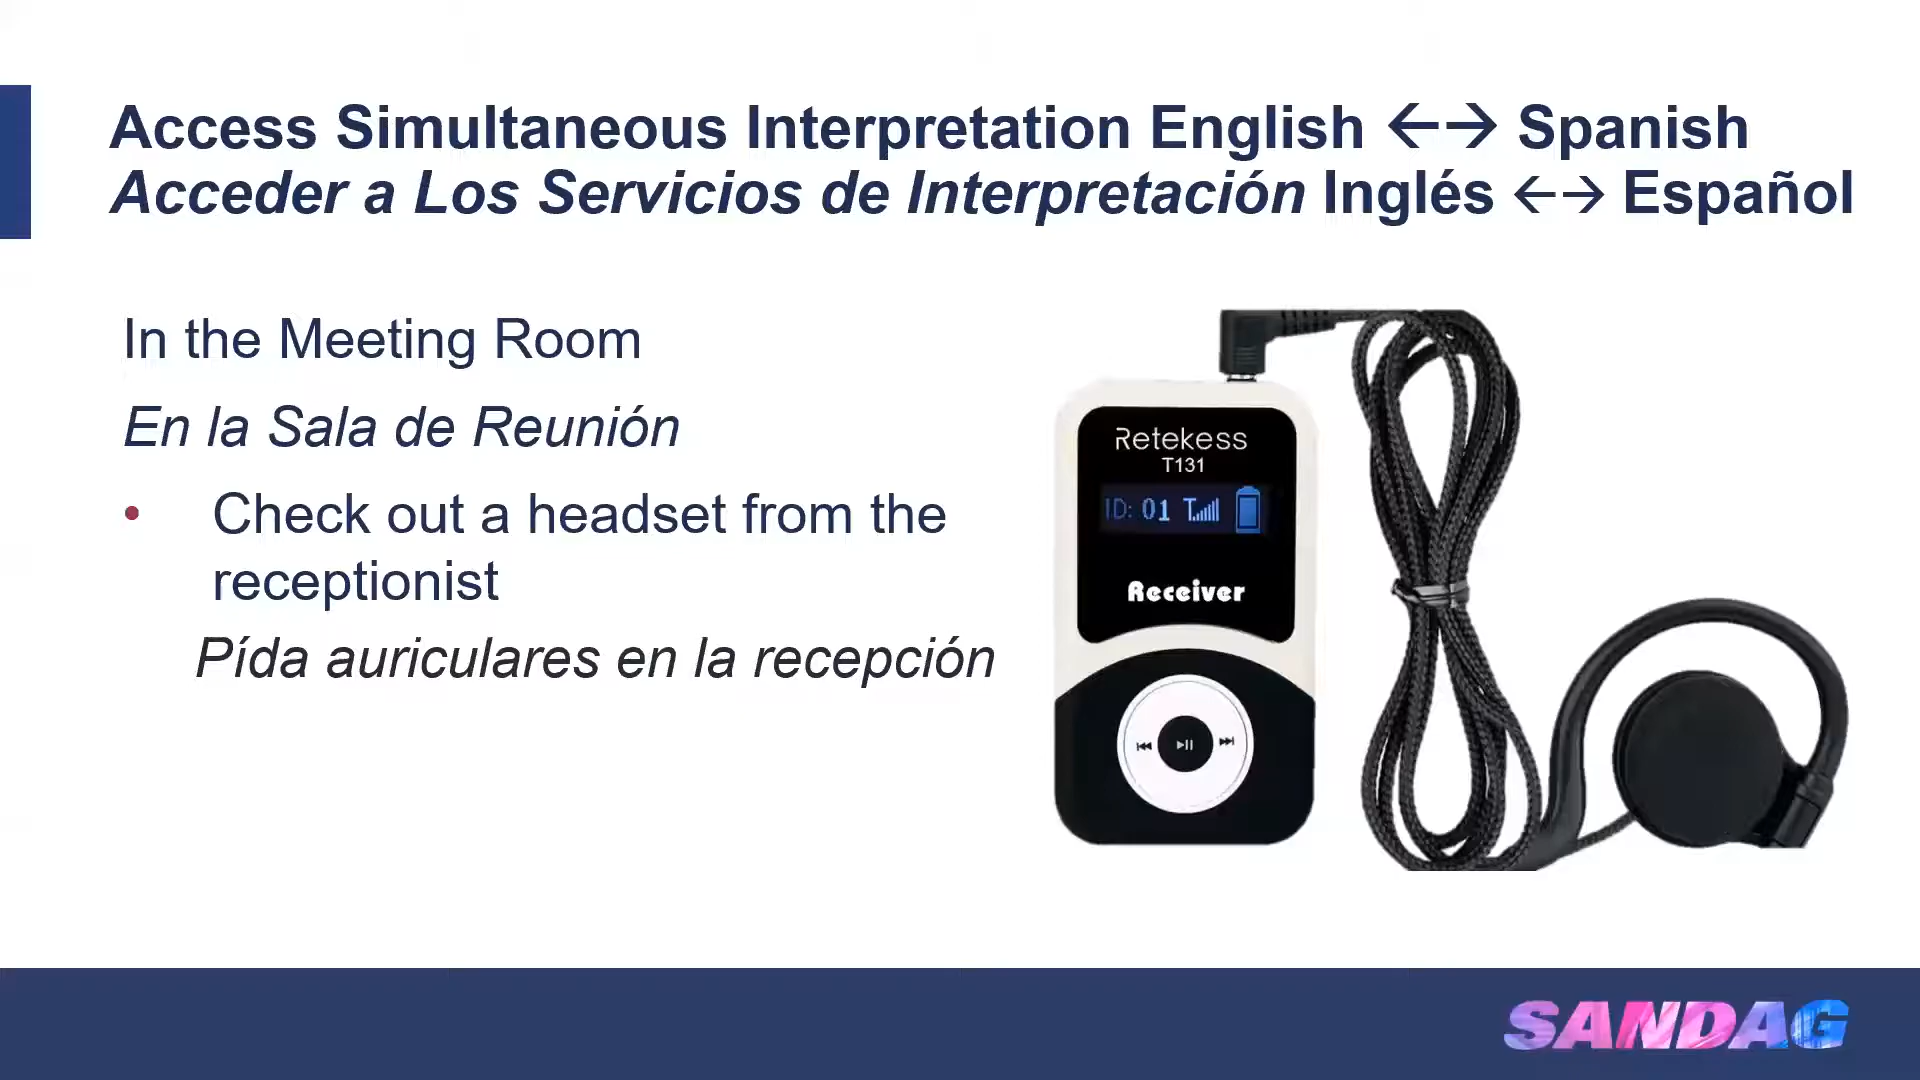 Access Simultaneous Interpretation English ←→ Spanish
Acceder a Los Servicios de Interpretación Inglés ←→ Español
In the Meeting Room
En la Sala de Reunión
• Check out a headset from the
receptionist
Pída auriculares en la recepción
Retekess
T131
ID: 01
Receiver
SANDAG